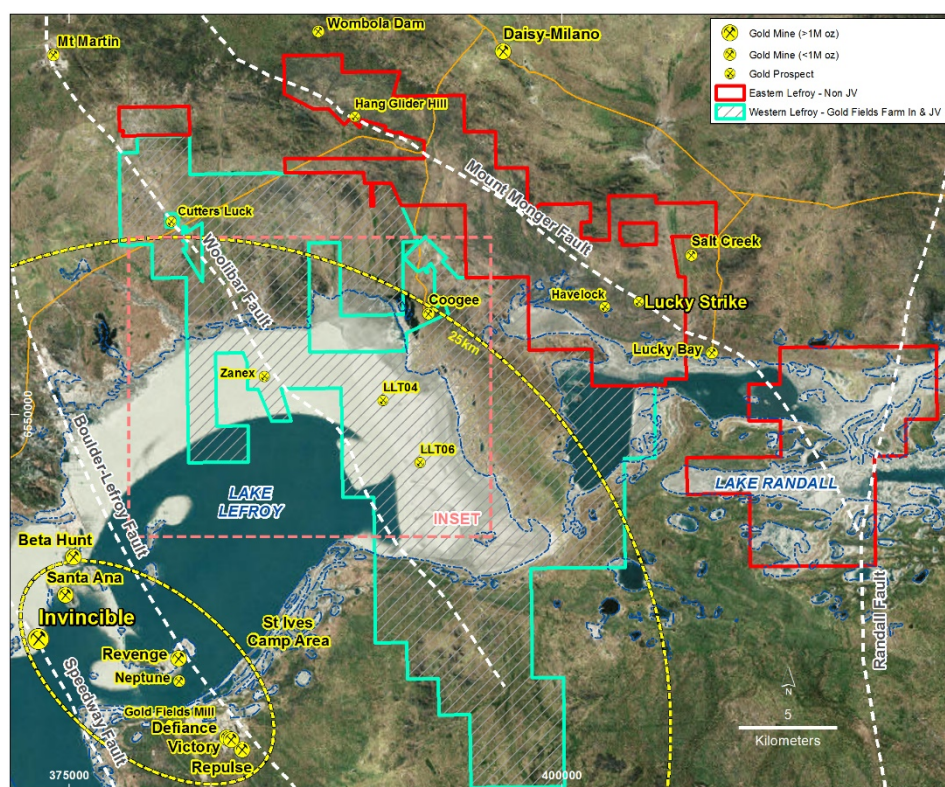 Wombola Dam
Mt Martin
Daisy-Milano
Gold Mine (>1M oz)
Gold Mine (<1M oz)
Gold Prospect
Eastern Lefroy - Non JV
Western Lefroy - Gold Fields Farm In & JV
Hang Glider Hill
Mount Monger Fault
Cutters Luck
Woolibar Fault
Salt Creek
Coogee
Havelock
Lucky Strike
25km
Lucky Bay
Zanex
LLT04
6550000
Boulder-Lefroy Fault
LLT06
LAKE
LEFROY
INSET
LAKE RANDALL
Beta Hunt
Santa Ana
Invincible
St Ives
Camp Area
Randall Fault
Revenge
Neptune
Speedway Fault
Gold Fields Mill
Defiance
Victory
Repulse
N
5
Kilometers
375000
400000